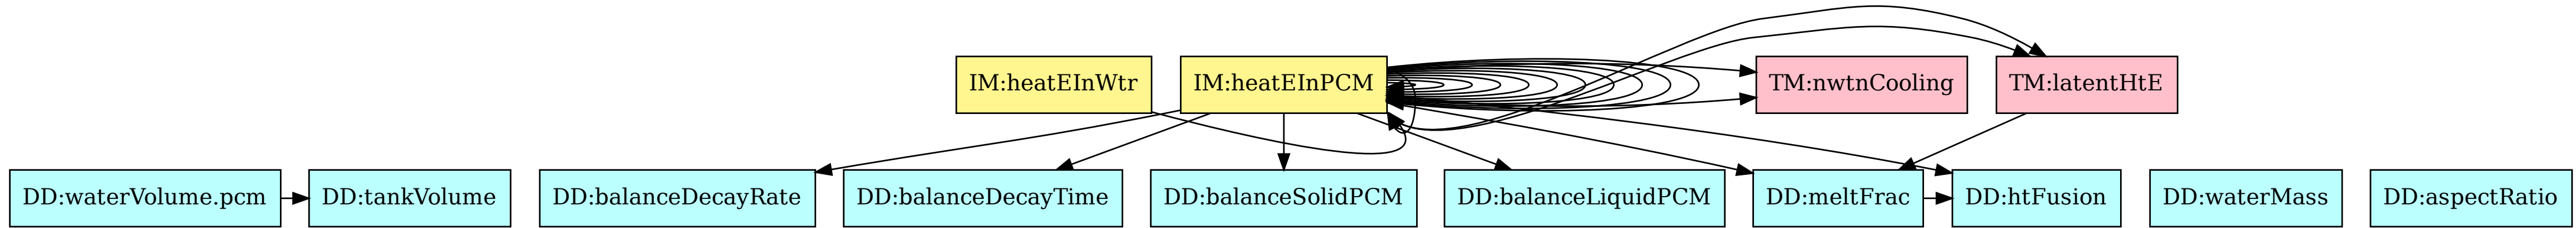 IM:heatEInWtr
IM:heatEInPCM
TM:nwtnCooling
TM:latentHtE
DD:waterVolume.pcm
DD:tankVolume
DD:balanceDecayRate
DD:balanceDecayTime
DD:balanceSolidPCM
DD:balanceLiquidPCM
DD:meltFrac
DD:htFusion
DD:waterMass
DD:aspectRatio